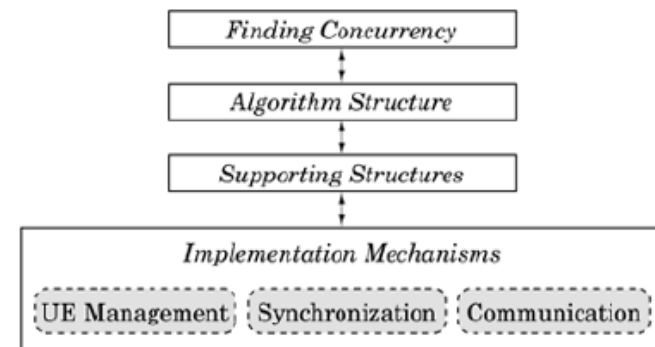 Finding Concurrency
Algorithm Structure
Supporting Structures
Implementation Mechanisms
UE Management Synchronization Communication